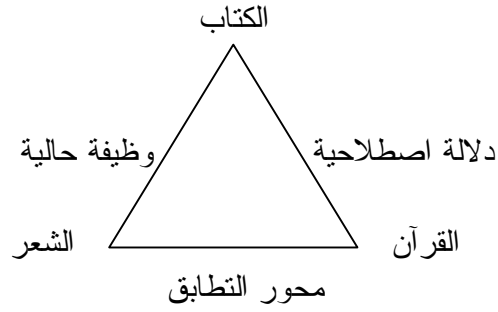 الكتاب
دلالة اصطلاحية
وظيفة حالية
القرآن
الشعر
محور التطابق